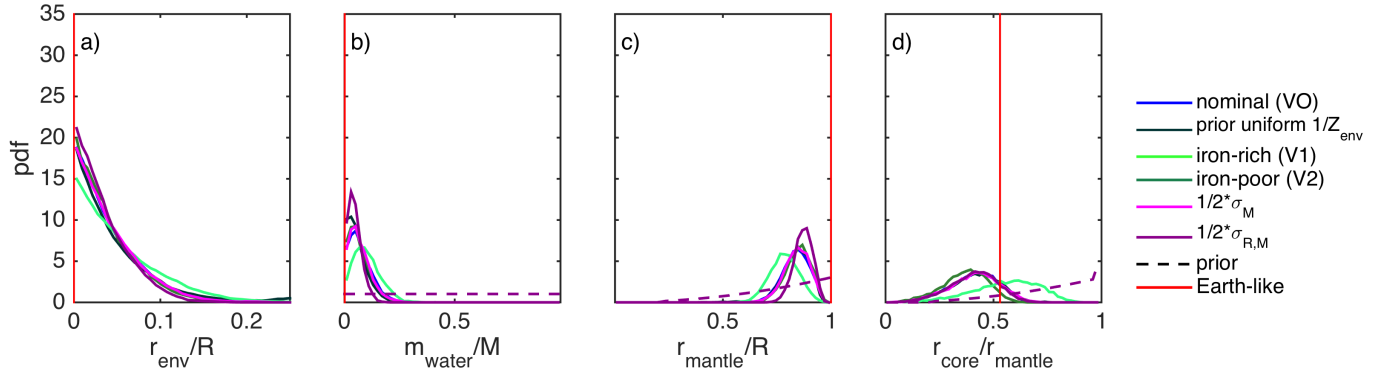 35
30
25
20
15
10
5
0
pdf
a)
b)
c)
d)
0 0.1 0.2
0 0.5
0.5 1
0 0.5 1
r_env/R
m_water/M
r_mantle/R
r_core/r_mantle
nominal (VO)
prior uniform 1/Z_env
iron-rich (V1)
iron-poor (V2)
1/2*σ_M
1/2*σ_R,M
prior
Earth-like